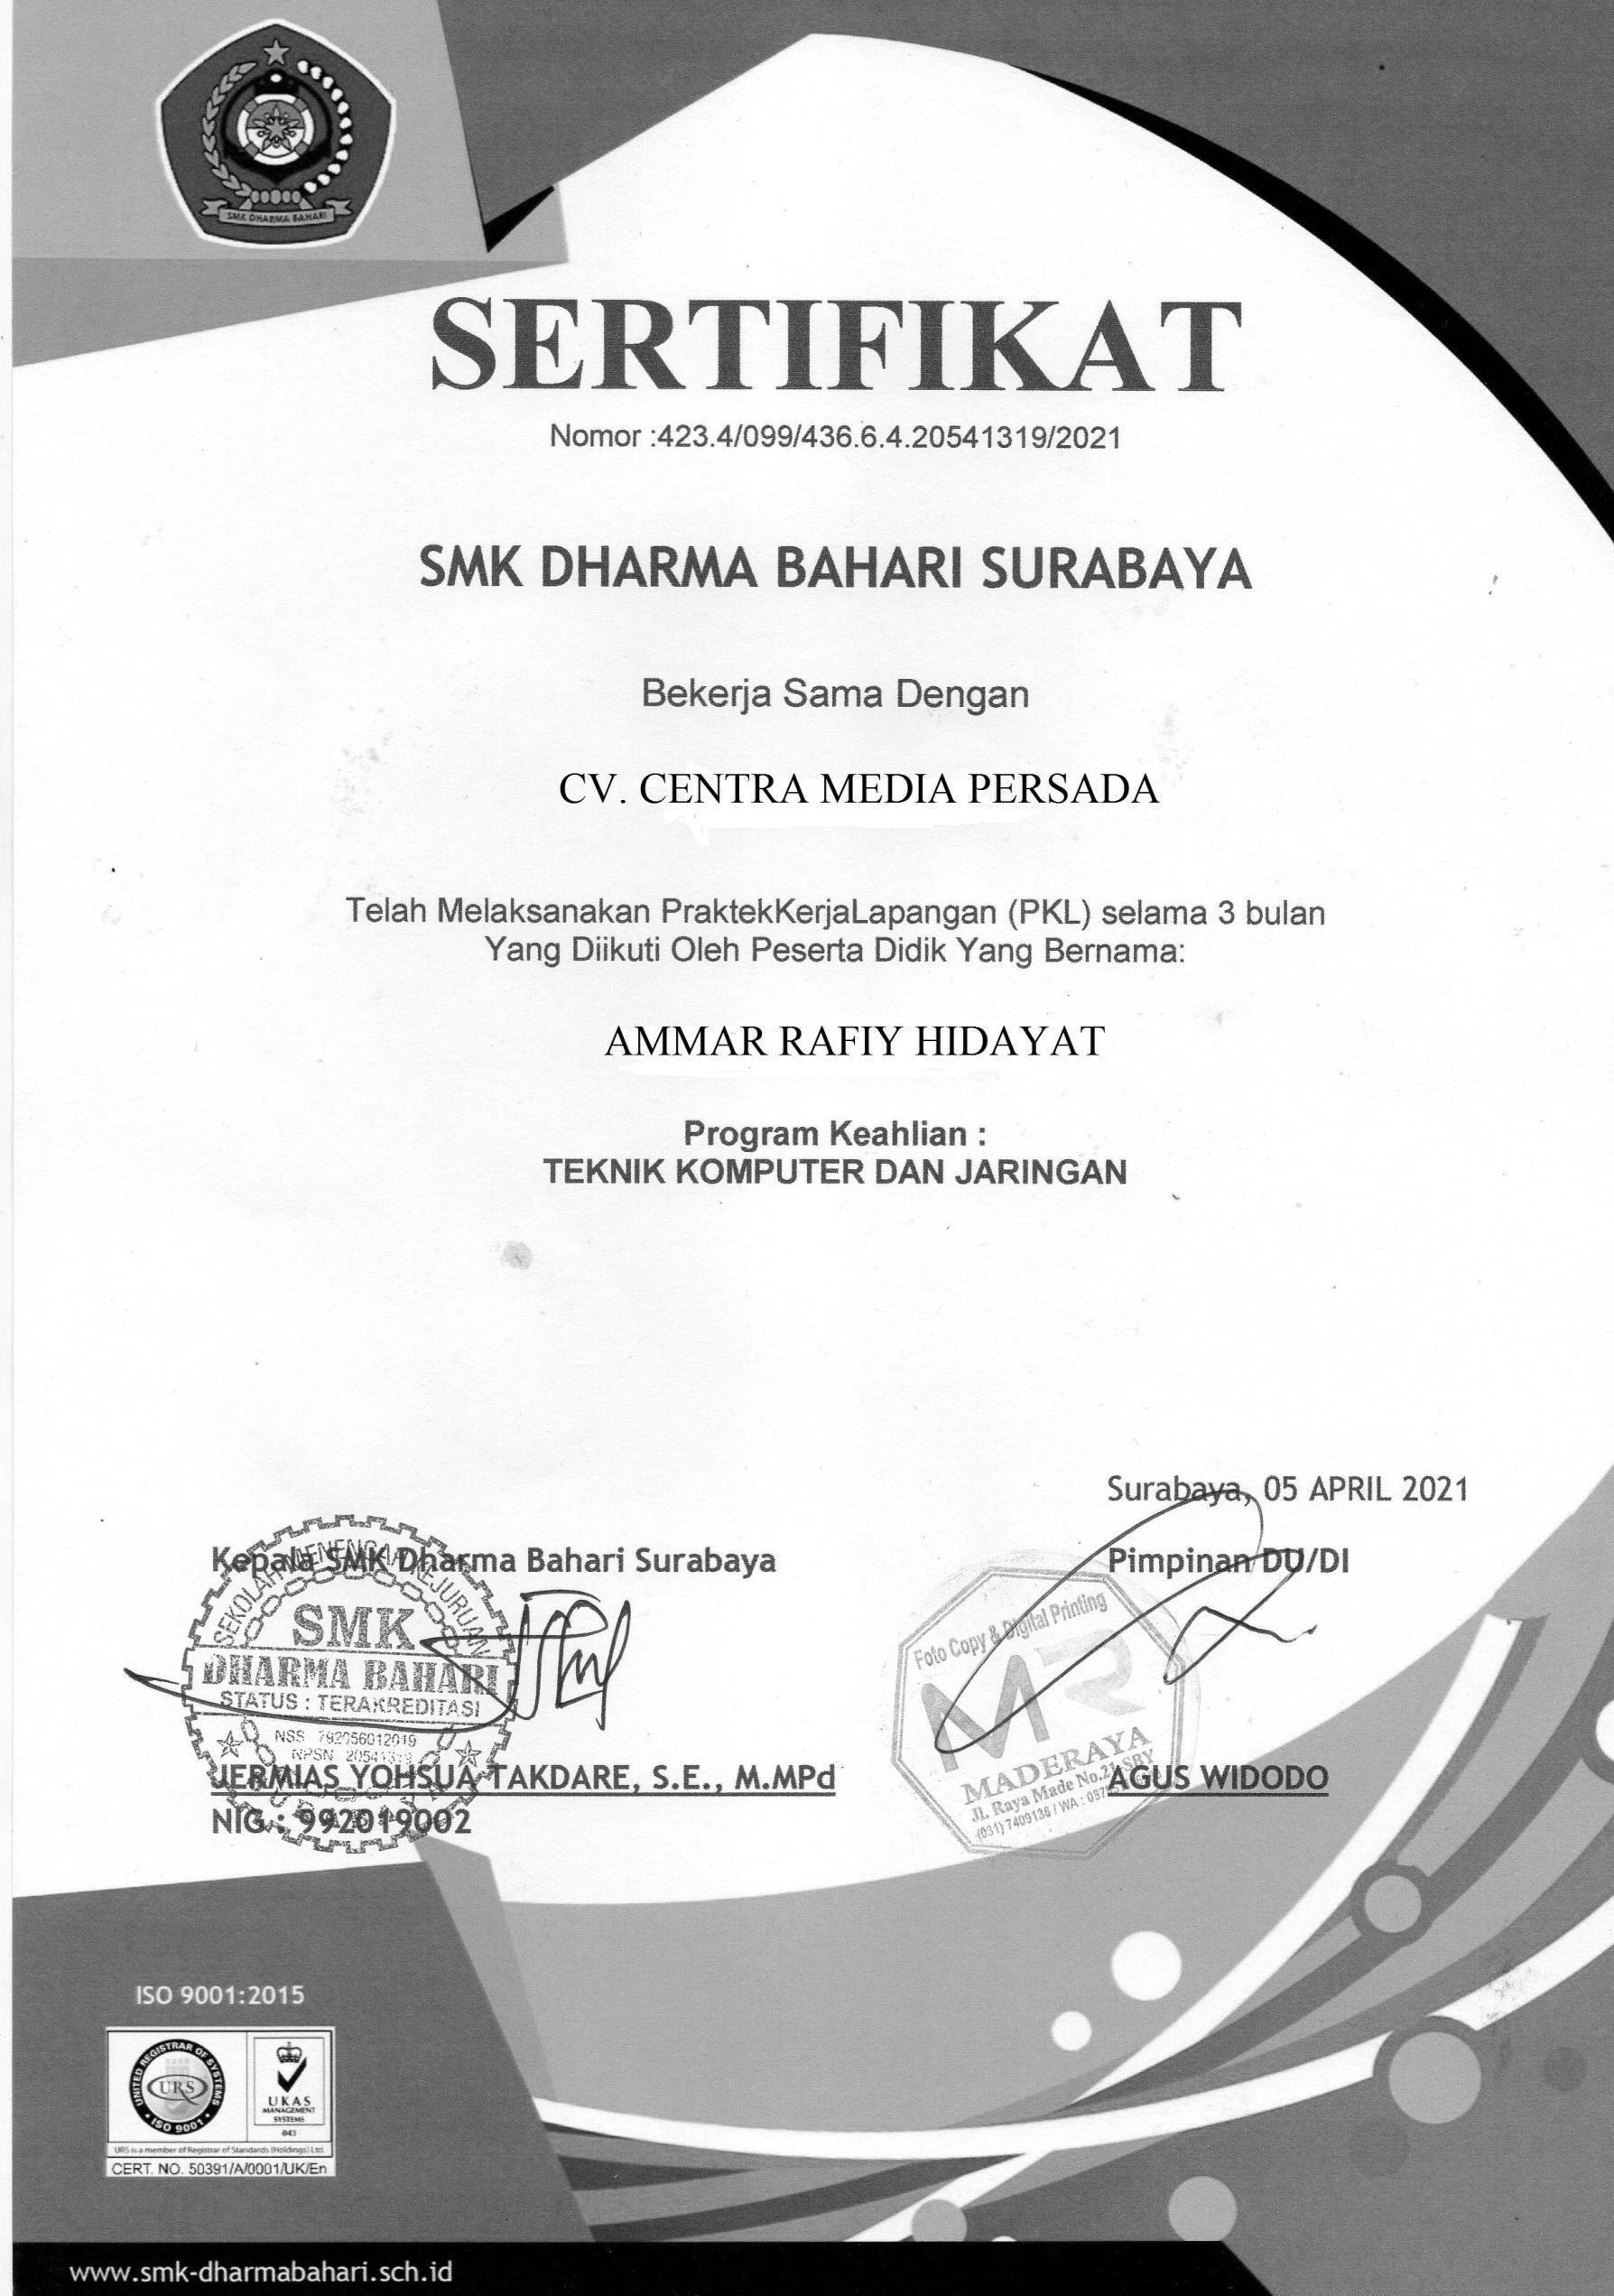 SMK DHARMA BAHARI
SERTIFIKAT
Nomor :423.4/099/436.6.4.20541319/2021
SMK DHARMA BAHARI SURABAYA
Bekerja Sama Dengan
CV. CENTRA MEDIA PERSADA
Telah Melaksanakan PraktekKerjaLapangan (PKL) selama 3 bulan
Yang Diikuti Oleh Peserta Didik Yang Bernama:
AMMAR RAFIY HIDAYAT
Program Keahlian :
TEKNIK KOMPUTER DAN JARINGAN
Surabaya, 05 APRIL 2021
Kepala SMK Dharma Bahari Surabaya
Pimpinan DU/DI
SEKOLAH MENENGAH KEJURUAN
SMK
DHARMA BAHARI
STATUS : TERAKREDITASI
NSS
NPSN
SURABAYA
Foto Copy & Digital Printing
MR
MADERAYA
Jl. Raya Made No.21 SBY
(031) 7409136 / WA :
JERMIAS YOHSUA TAKDARE, S.E., M.MPd
NIG.: 992019002
AGUS WIDODO
ISO 9001:2015
UNITED REGISTRAR OF SYSTEMS
URS
ISO 9001
UKAS
MANAGEMENT
SYSTEMS
043
URS is a member of Registrar of Standards (Holdings) Ltd.
CERT. NO. 50391/A/0001/UK/En
www.smk-dharmabahari.sch.id